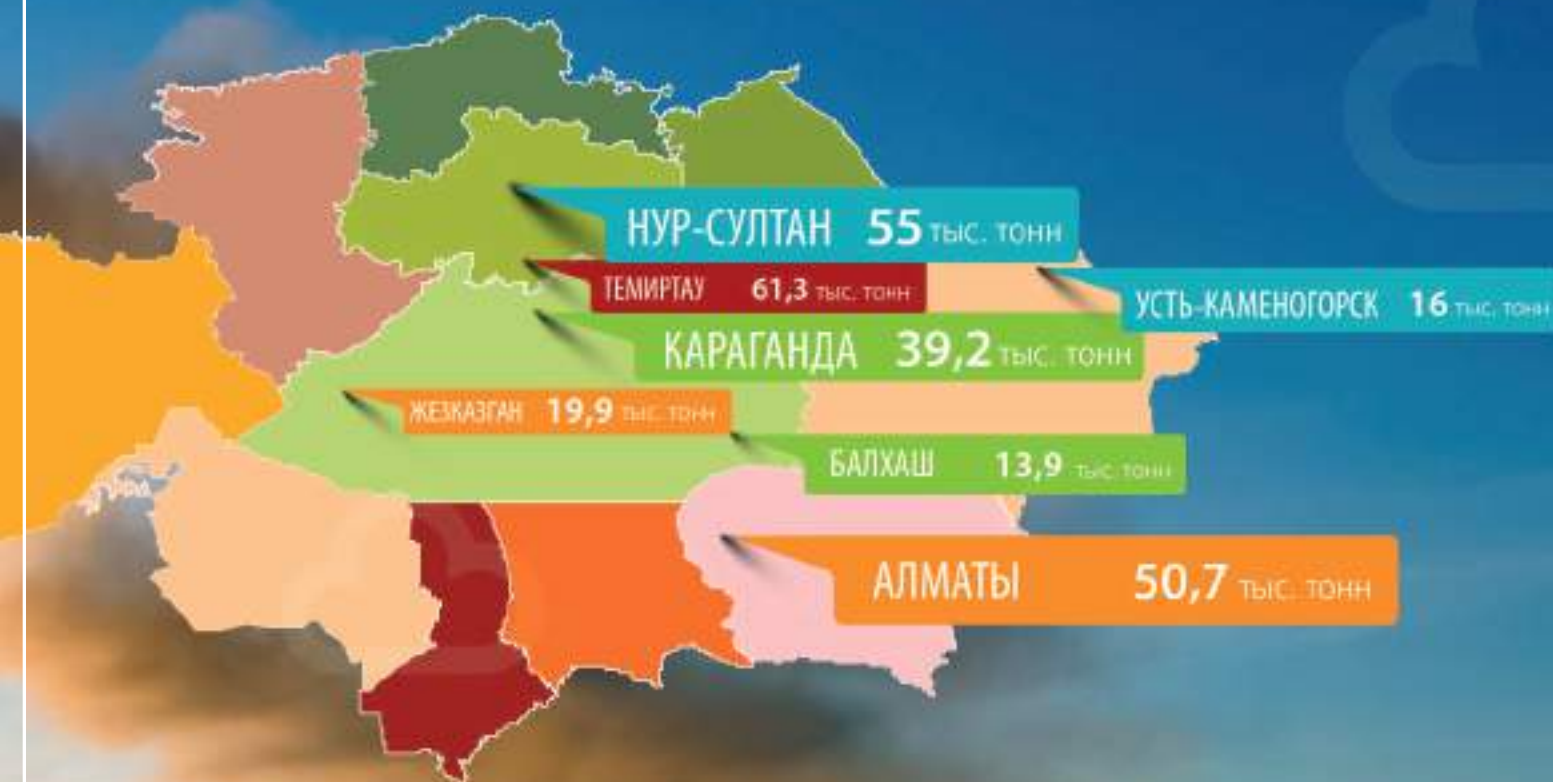 НУР-СУЛТАН 55 тыс. тонн
ТЕМИРТАУ 61,3 тыс. тонн
УСТЬ-КАМЕНОГОРСК 16 тыс. тонн
КАРАГАНДА 39,2 тыс. тонн
ЖЕЗКАЗГАН 19,9 тыс. тонн
БАЛХАШ 13,9 тыс. тонн
АЛМАТЫ 50,7 тыс. тонн